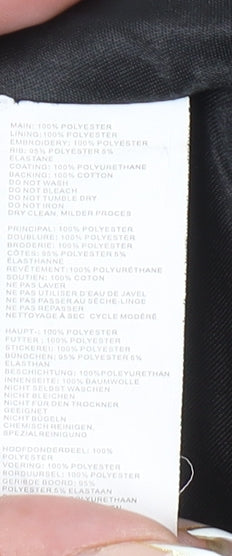 MAIN: 100% POLYESTER
LINING: 100% POLYESTER
EMBROIDERY: 100% POLYESTER
RIB: 95% POLYESTER 5%
ELASTANE
COATING: 100% POLYURETHANE
BACKING: 100% COTTON
DO NOT WASH
DO NOT BLEACH
DO NOT TUMBLE DRY
DO NOT IRON
DRY CLEAN, MILDER PROCES
PRINCIPAL: 100% POLYESTER
DOUBLURE: 100% POLYESTER
BRODERIE: 100% POLYESTER
CÔTES: 95% POLYESTER 5%
ÉLASTHANNE
REVÊTEMENT: 100% POLYURÉTHANE
SOUTIEN: 100% COTON
NE PAS LAVER
NE PAS UTILISER D'EAU DE JAVEL
NE PAS PASSER AU SÈCHE-LINGE
NE PAS REPASSER
NETTOYAGE À SEC CYCLE MODÉRÉ
HAUPT-: 100% POLYESTER
FUTTER: 100% POLYESTER
STICKEREI: 100% POLYESTER
BÜNDCHEN: 95% POLYESTER 5%
ELASTHAN
BESCHICHTUNG: 100% POLYURETHAN
INNENSEITE: 100% BAUMWOLLE
NICHT SELBST WASCHEN
NICHT BLEICHEN
NICHT FÜR DEN TROCKNER
GEEIGNET
NICHT BÜGELN
CHEMISCH REINIGEN,
SPEZIALREINIGUNG
HOOFDONDERDEEL: 100%
POLYESTER
VOERING: 100% POLYESTER
BORDUURSEL: 100% POLYESTER
GERIBDE BOORD: 95%
POLYESTER 5% ELASTAAN
POLYURETHAAN